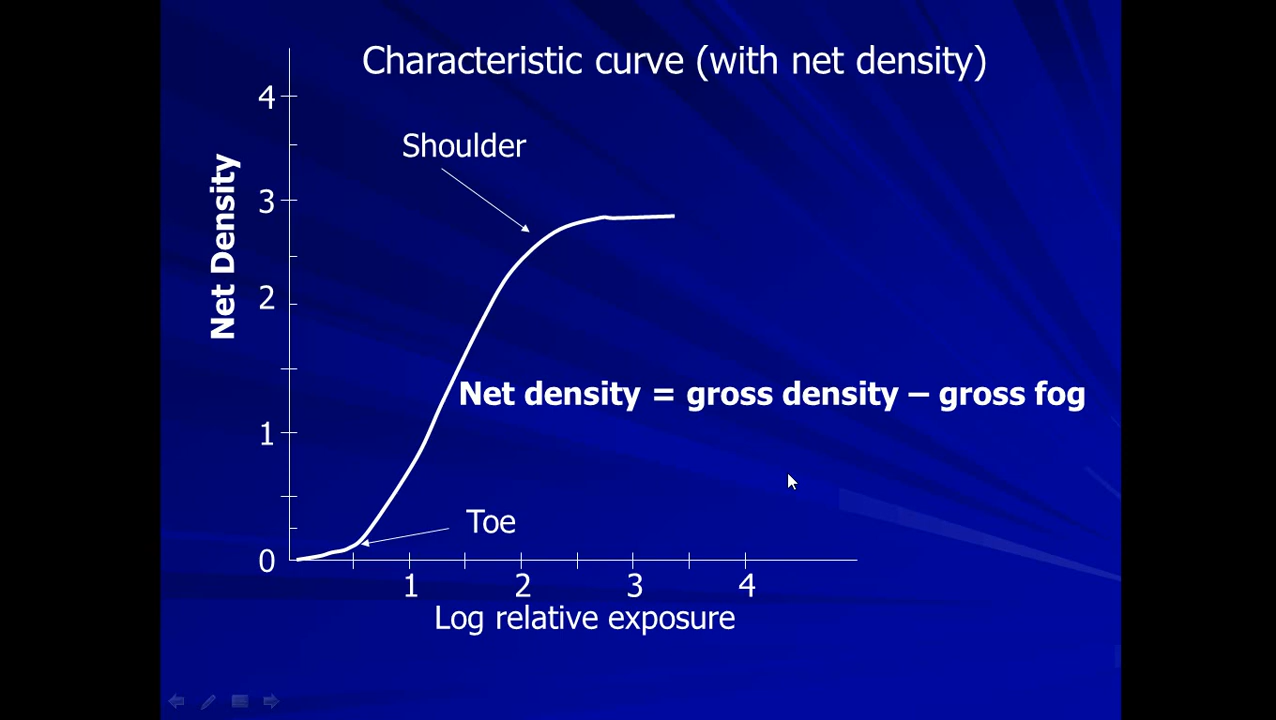 Characteristic curve (with net density)
4
Shoulder
3
Net Density
2
Net density = gross density – gross fog
1
Toe
0
1 2 3 4
Log relative exposure